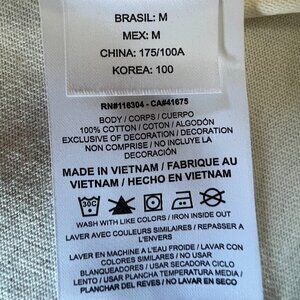 BRASIL: M
MEX: M
CHINA: 175/100A
KOREA: 100
RN#116304 - CA#41675
BODY / CORPS / CUERPO
100% COTTON / COTON / ALGODÓN
EXCLUSIVE OF DECORATION / DECORATION
NON COMPRISE / NO INCLUYE LA
DECORACIÓN
MADE IN VIETNAM / FABRIQUE AU
VIETNAM / HECHO EN VIETNAM
30C
WASH WITH LIKE COLORS / IRON INSIDE OUT
LAVER AVEC COULEURS SIMILAIRES / REPASSER A
L'ENVERS
LAVER EN MACHINE A L'EAU FROIDE / LAVAR CON
COLORES SIMILARES / NO USAR
BLANQUEADORES / USAR SECADORA CICLO
LENTO / USAR PLANCHA TEMPERATURA MEDIA /
PLANCHAR DEL REVES / NO LAVAR EN SECO